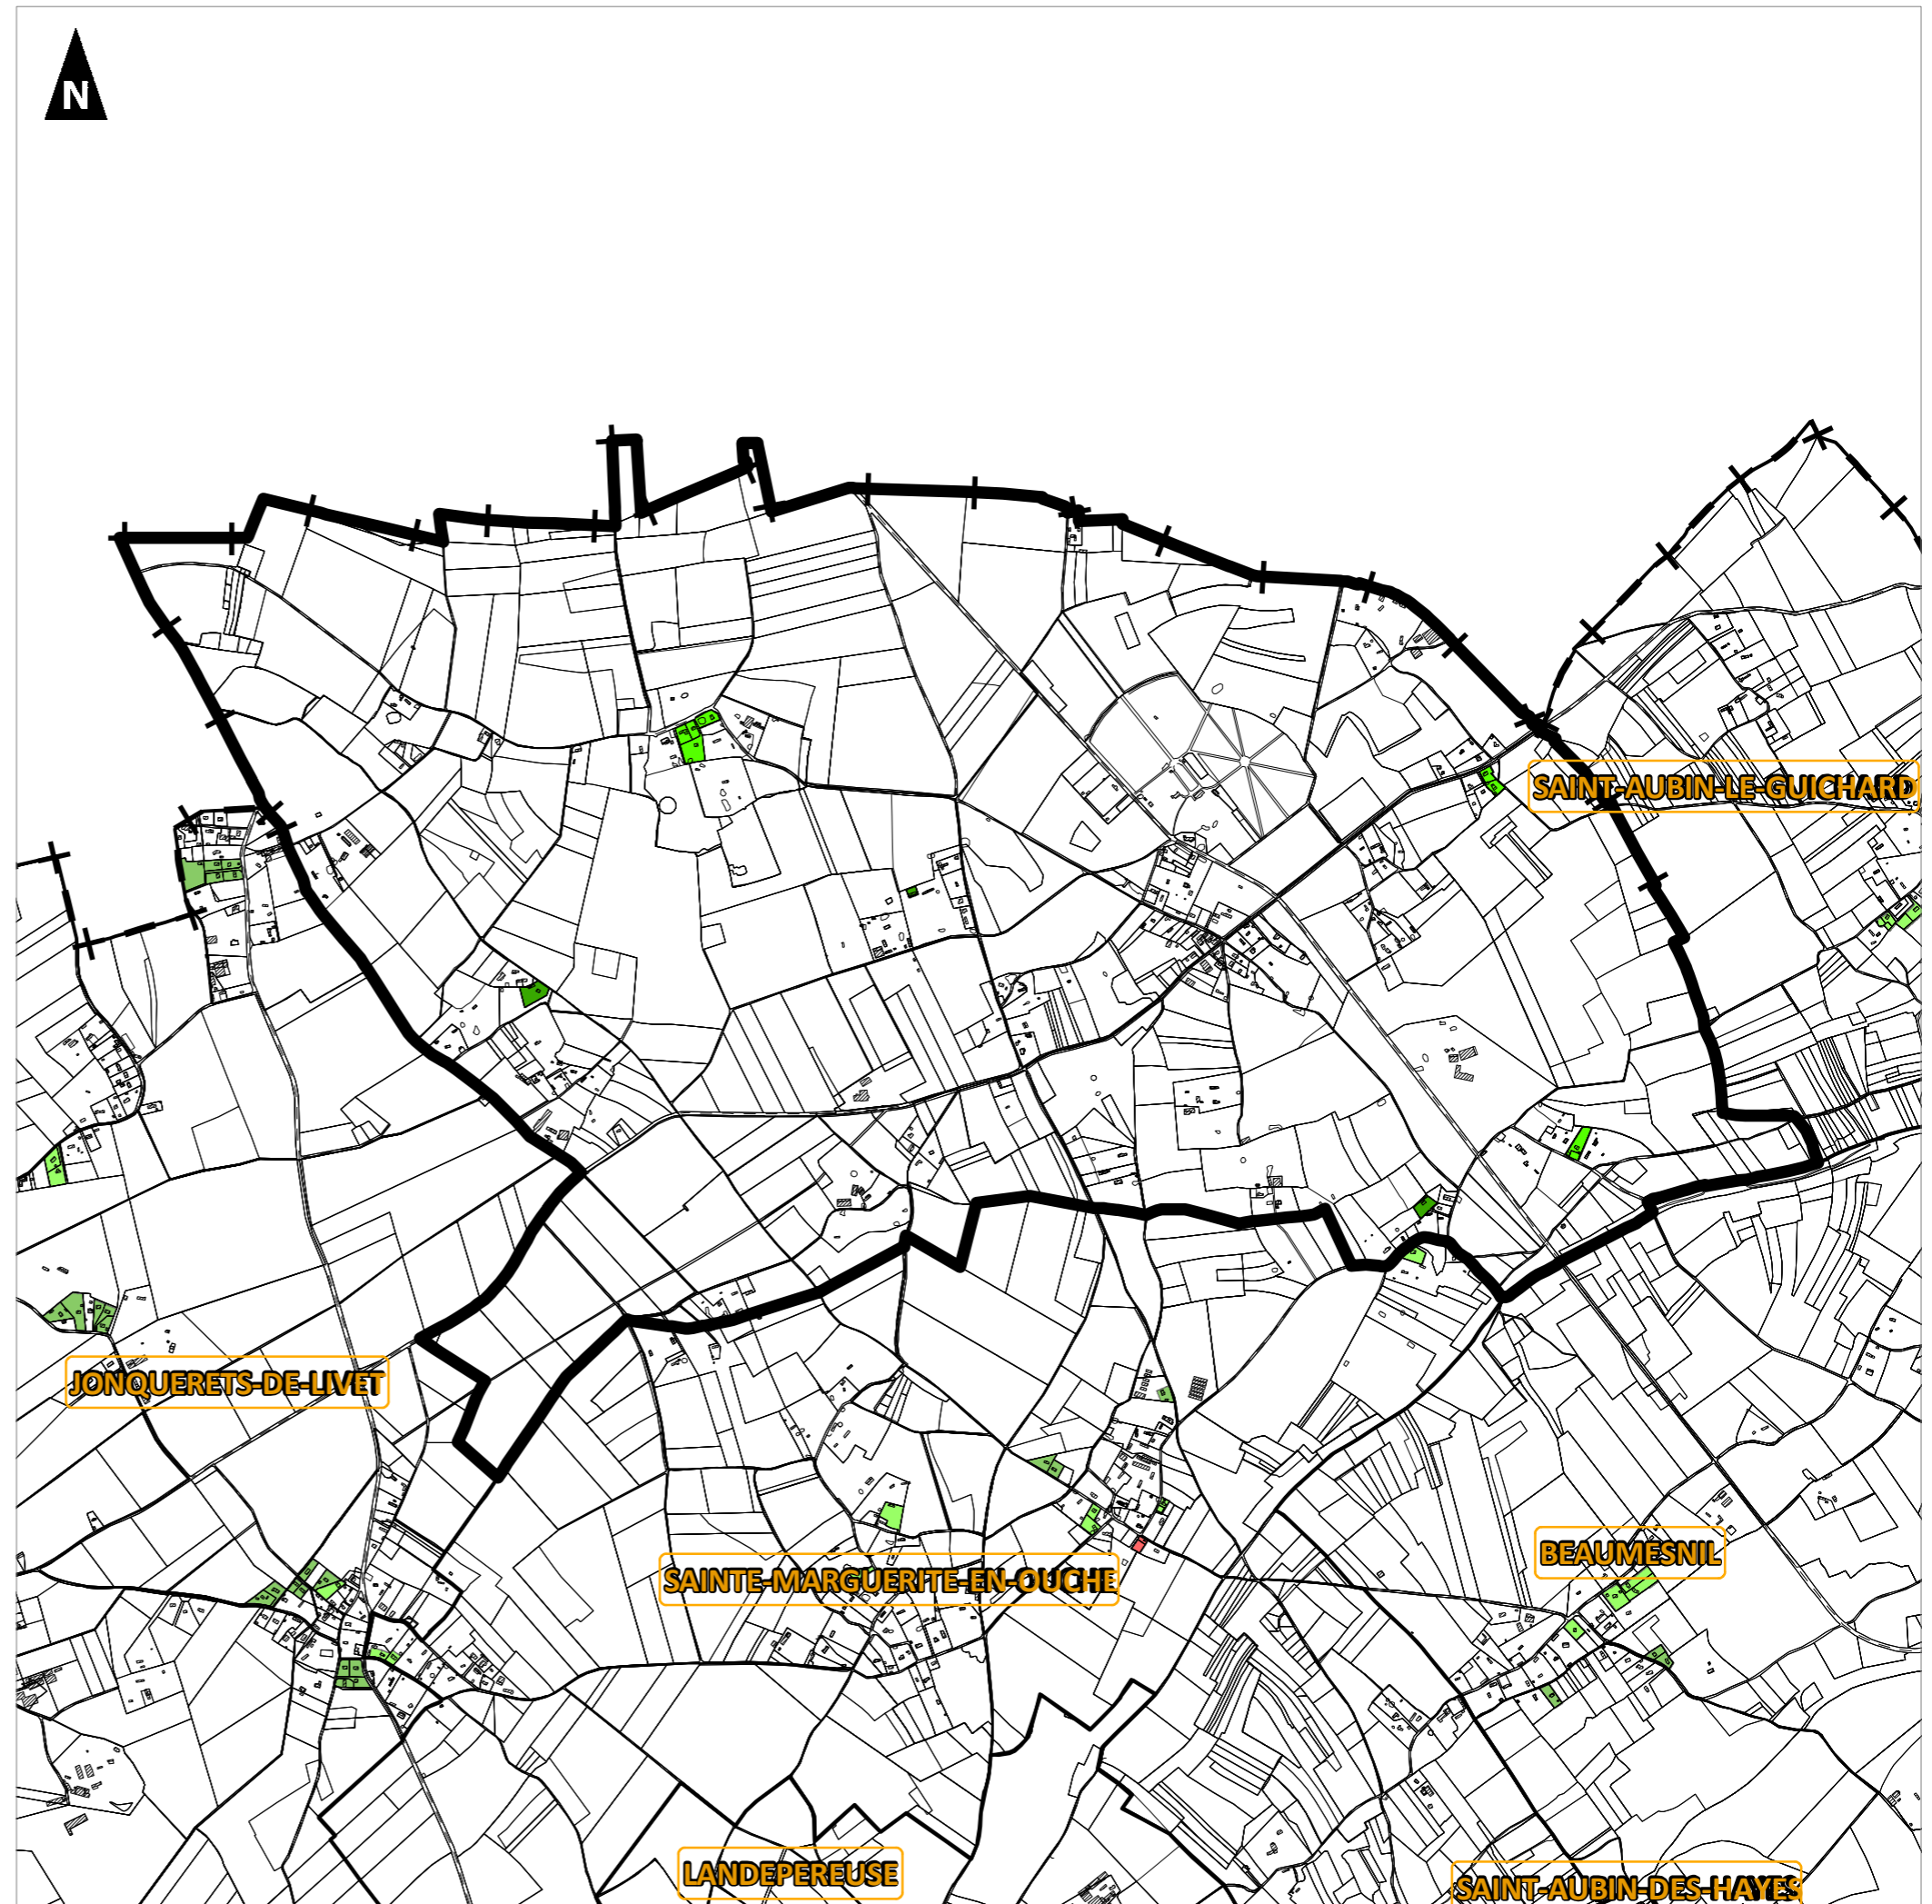 N
SAINT-AUBIN-LE-GUICHARD
JONQUERETS-DE-LIVET
BEAUMESNIL
SAINTE-MARGUERITE-EN-OUCHE
LANDEPEREUSE
SAINT-AUBIN-DES-HAYES